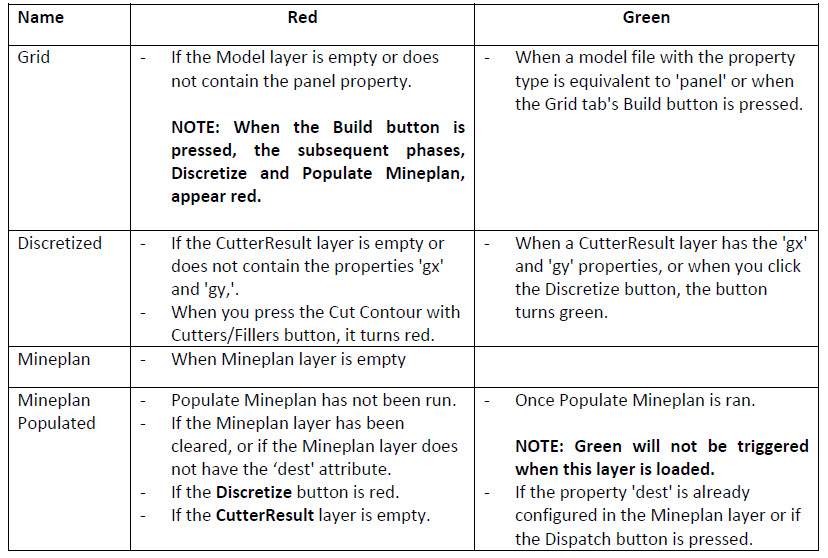 Name Red Green
Grid
- If the Model layer is empty or does
not contain the panel property.
NOTE: When the Build button is
pressed, the subsequent phases,
Discretize and Populate Mineplan,
appear red.
- When a model file with the property
type is equivalent to 'panel' or when
the Grid tab's Build button is pressed.
Discretized
- If the CutterResult layer is empty or
does not contain the properties 'gx'
and 'gy,'.
- When you press the Cut Contour with
Cutters/Fillers button, it turns red.
- When a CutterResult layer has the 'gx'
and 'gy' properties, or when you click
the Discretize button, the button
turns green.
Mineplan
- When Mineplan layer is empty
Mineplan
Populated
- Populate Mineplan has not been run.
- If the Mineplan layer has been
cleared, or if the Mineplan layer does
not have the ‘dest' attribute.
- If the Discretize button is red.
- If the CutterResult layer is empty.
- Once Populate Mineplan is ran.
NOTE: Green will not be triggered
when this layer is loaded.
- If the property 'dest' is already
configured in the Mineplan layer or if
the Dispatch button is pressed.